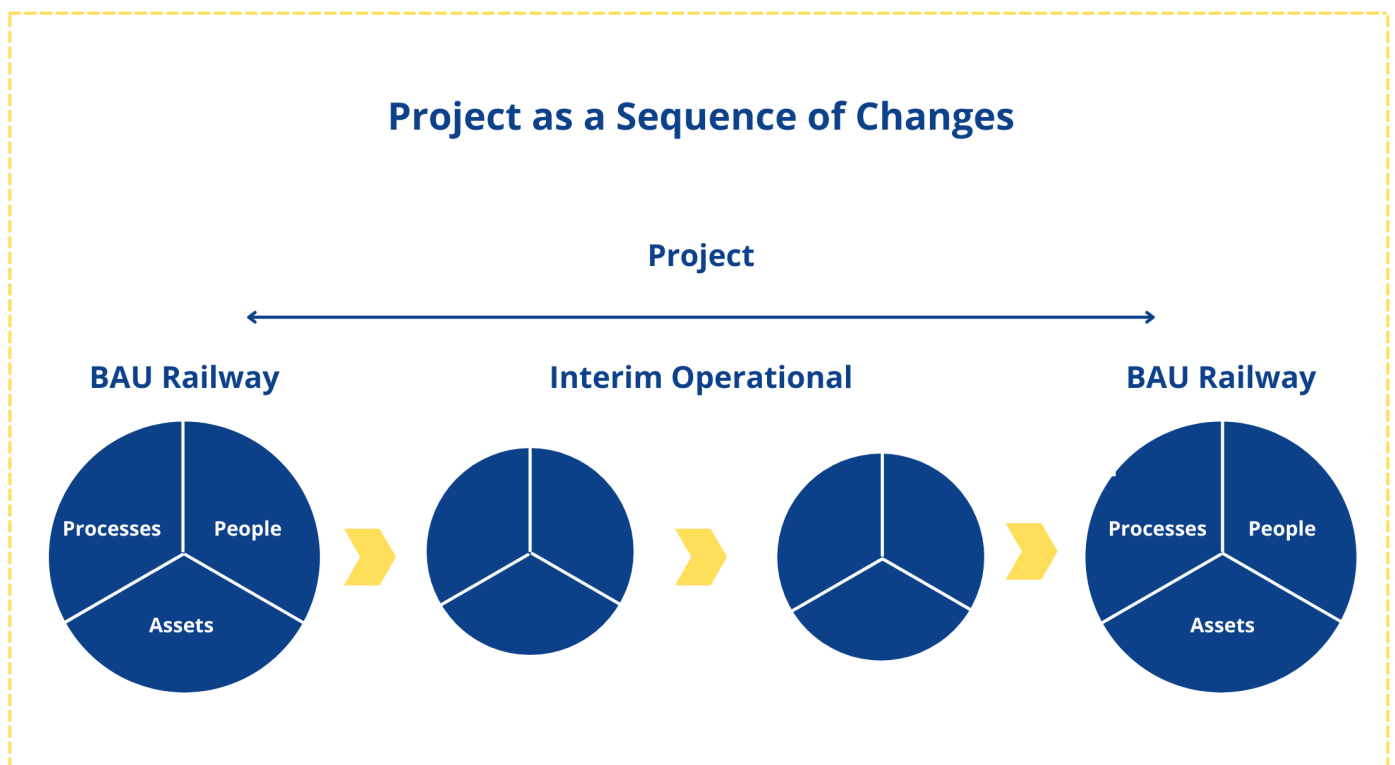 Project as a Sequence of Changes
Project
BAU Railway
Interim Operational
BAU Railway
Processes
People
Assets
Processes
People
Assets